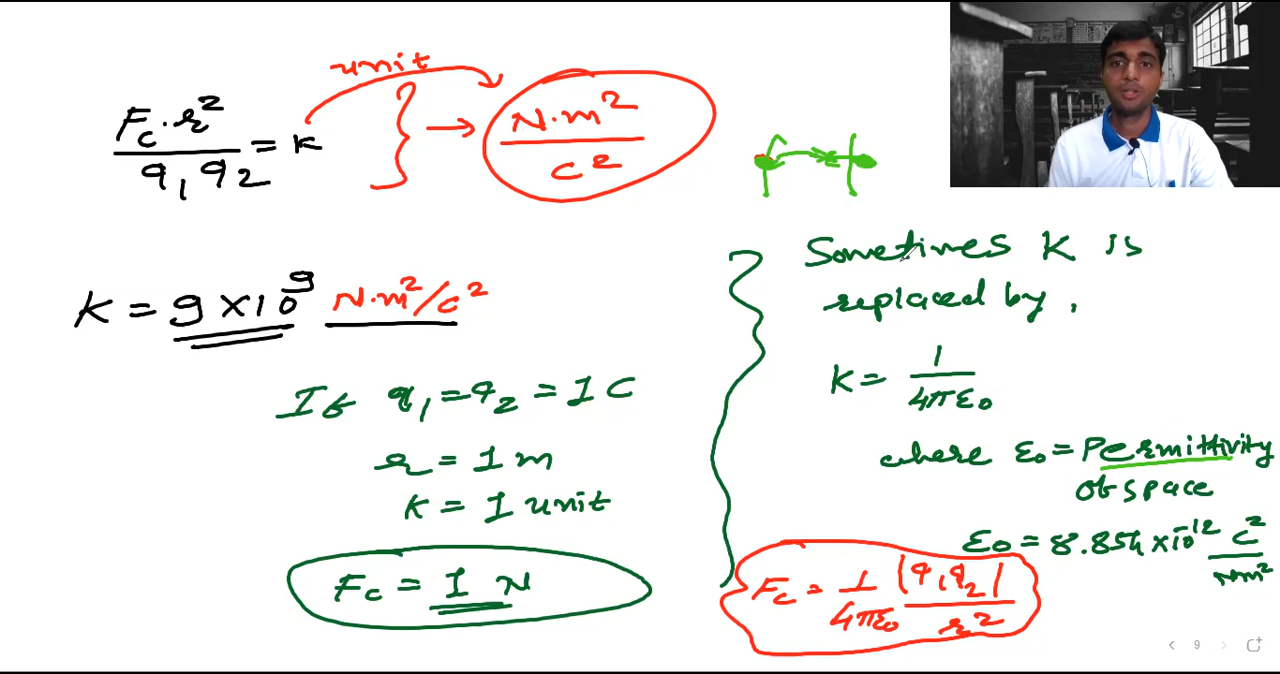 unit
Fc·r²/q₁q₂ = K } → N·m²/c²
K = 9 × 10⁹ N·m²/c²
If q₁ = q₂ = 1 C
r = 1 m
K = 1 unit
Fc = 1 N
Sometimes K is
replaced by,
K = 1/4πε₀
where ε₀ = Permittivity
of space
ε₀ = 8.854 × 10⁻¹² c²/Nm²
Fc = 1/4πε₀ |q₁q₂|/r²
9